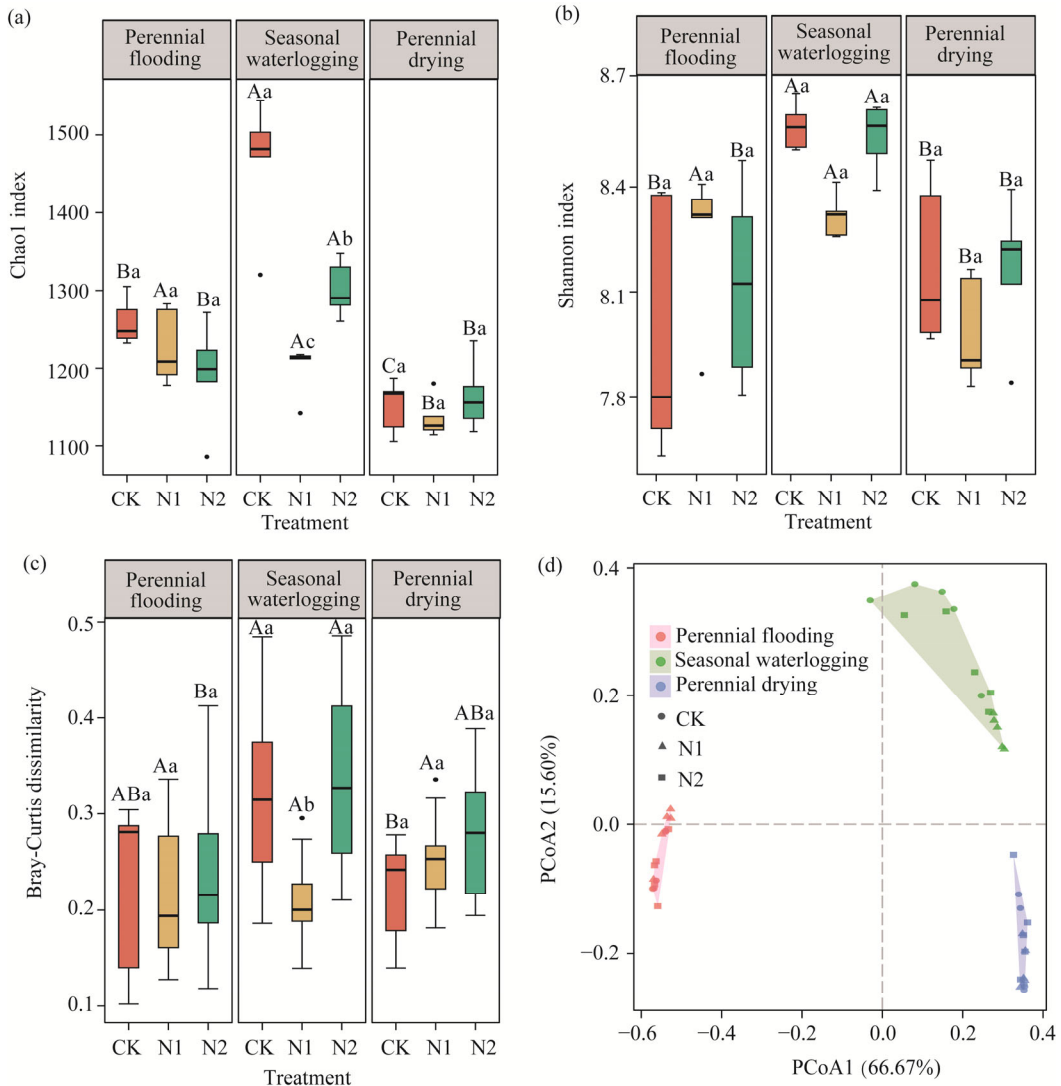 (a)
Perennial
flooding
Seasonal
waterlogging
Perennial
drying
Chao1 index
1500
1400
1300
1200
1100
Ba
Aa
Ba
Aa
Ac
Ab
Ca
Ba
Ba
CK
N1
N2
CK
N1
N2
CK
N1
N2
Treatment
(b)
Perennial
flooding
Seasonal
waterlogging
Perennial
drying
Shannon index
8.7
8.4
8.1
7.8
Ba
Aa
Ba
Aa
Aa
Aa
Ba
Ba
Ba
CK
N1
N2
CK
N1
N2
CK
N1
N2
Treatment
(c)
Perennial
flooding
Seasonal
waterlogging
Perennial
drying
Bray-Curtis dissimilarity
0.5
0.4
0.3
0.2
0.1
ABa
Aa
Ba
Aa
Ab
Aa
Ba
Aa
ABa
CK
N1
N2
CK
N1
N2
CK
N1
N2
Treatment
(d)
PCoA2 (15.60%)
0.4
0.2
0.0
−0.2
Perennial flooding
Seasonal waterlogging
Perennial drying
CK
N1
N2
−0.6
−0.4
0.0
0.2
0.4
PCoA1 (66.67%)